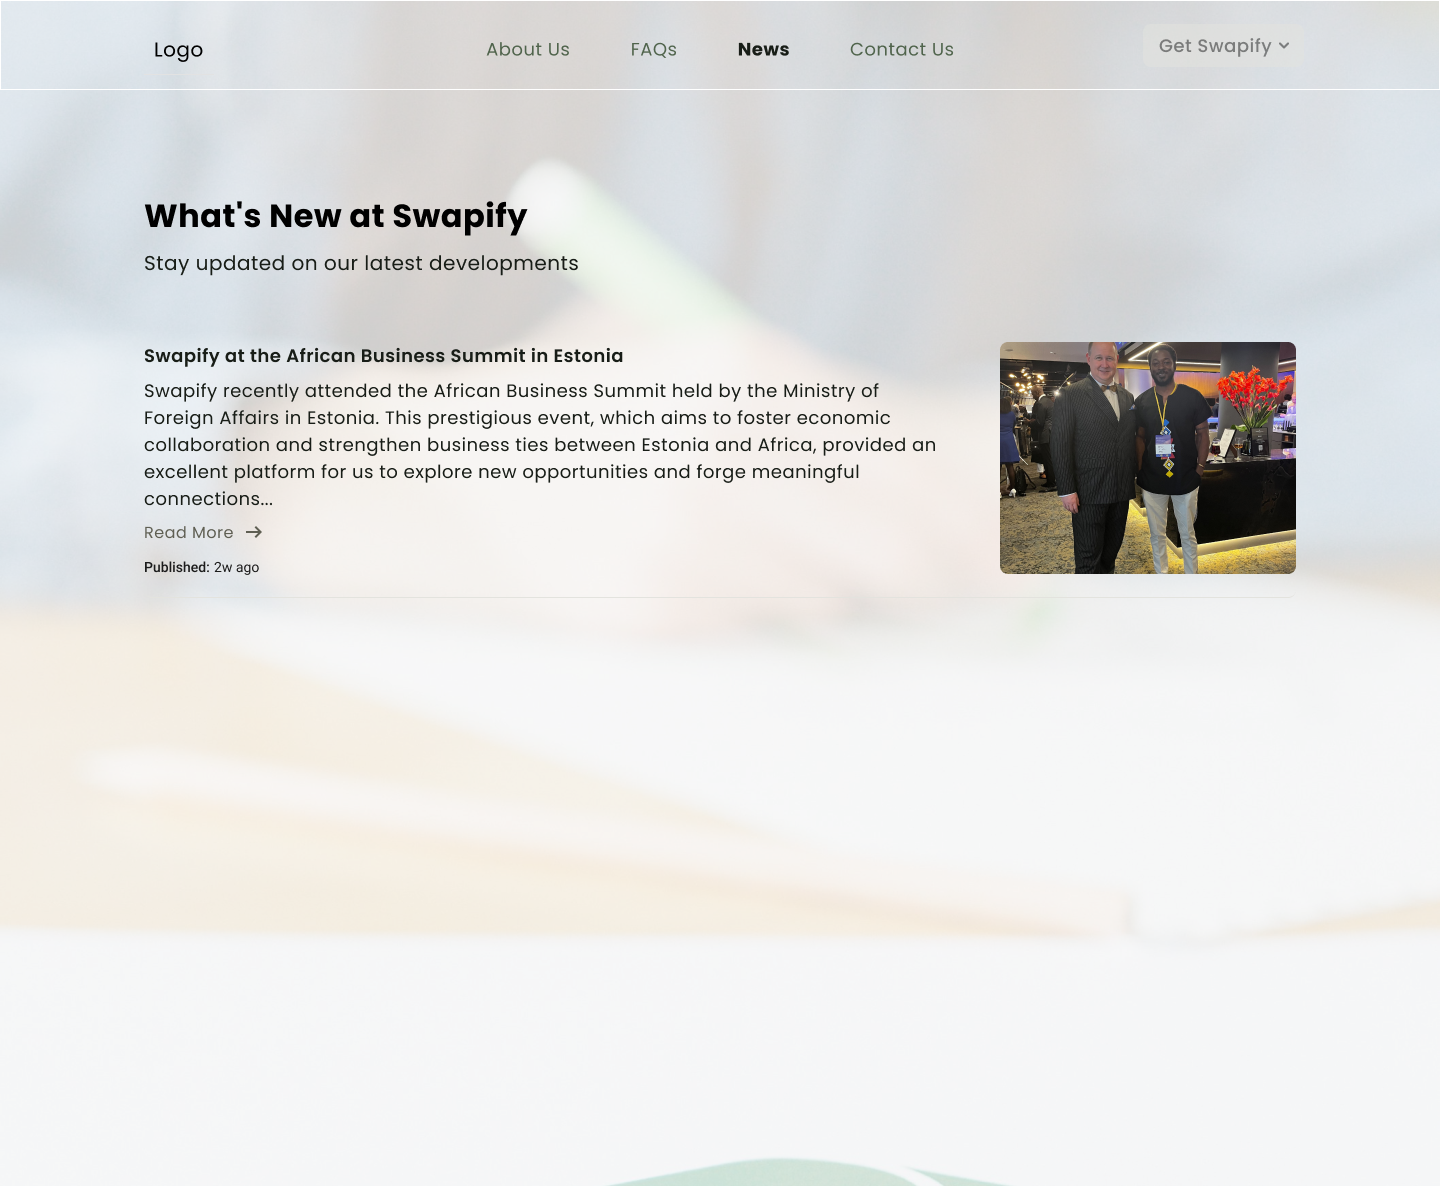 Logo
About Us
FAQs
News
Contact Us
Get Swapify
What's New at Swapify
Stay updated on our latest developments
Swapify at the African Business Summit in Estonia
Swapify recently attended the African Business Summit held by the Ministry of
Foreign Affairs in Estonia. This prestigious event, which aims to foster economic
collaboration and strengthen business ties between Estonia and Africa, provided an
excellent platform for us to explore new opportunities and forge meaningful
connections...
Read More
Published: 2w ago